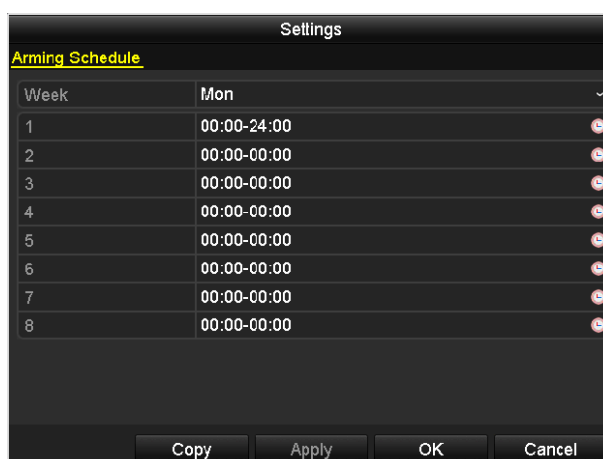 Settings
Arming Schedule
Week Mon
1 00:00-24:00
2 00:00-00:00
3 00:00-00:00
4 00:00-00:00
5 00:00-00:00
6 00:00-00:00
7 00:00-00:00
8 00:00-00:00
Copy Apply OK Cancel